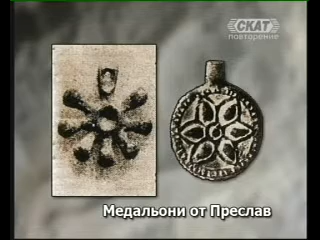 СКАТ
повторение
Медальони от Преслав